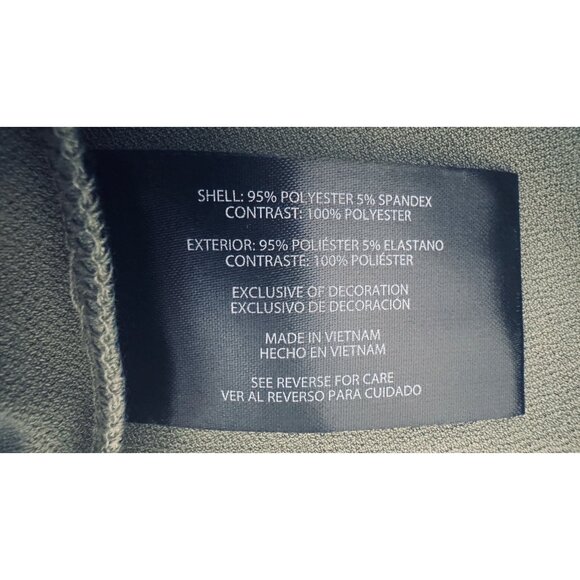 SHELL: 95% POLYESTER 5% SPANDEX
CONTRAST: 100% POLYESTER
EXTERIOR: 95% POLIÉSTER 5% ELASTANO
CONTRASTE: 100% POLIÉSTER
EXCLUSIVE OF DECORATION
EXCLUSIVO DE DECORACIÓN
MADE IN VIETNAM
HECHO EN VIETNAM
SEE REVERSE FOR CARE
VER AL REVERSO PARA CUIDADO